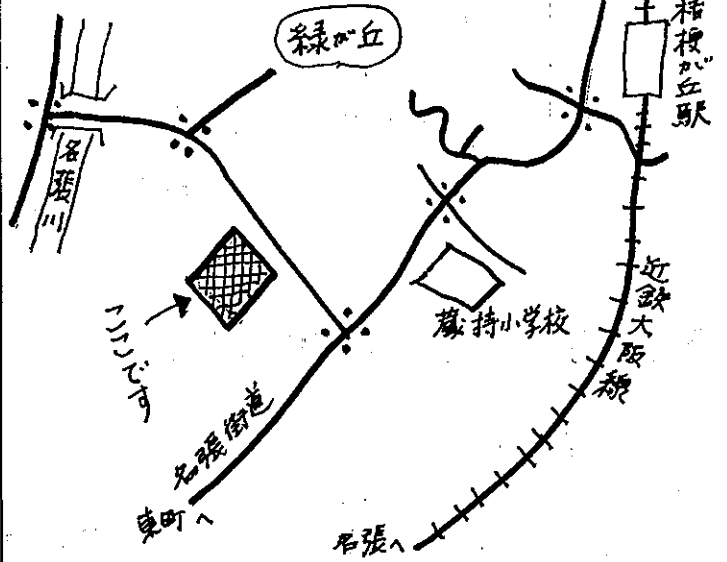 緑が丘
桔梗が丘駅
名張川
近鉄大阪線
蔵持小学校
ここです
名張街道
東町へ
名張へ